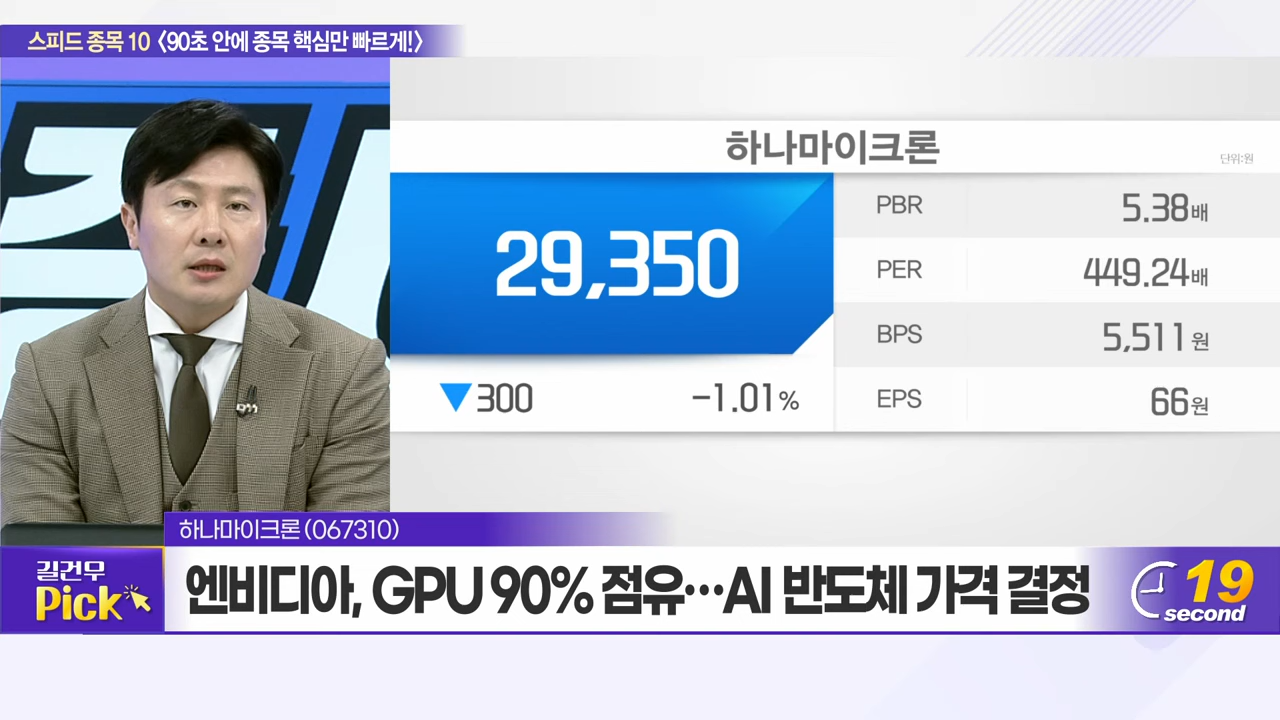 스피드 종목 10 〈90초 안에 종목 핵심만 빠르게!〉
하나마이크론
단위:원
29,350
▼300 -1.01%
PBR 5.38배
PER 449.24배
BPS 5,511원
EPS 66원
하나마이크론(067310)
길건무
Pick
엔비디아, GPU 90% 점유…AI 반도체 가격 결정
19
second